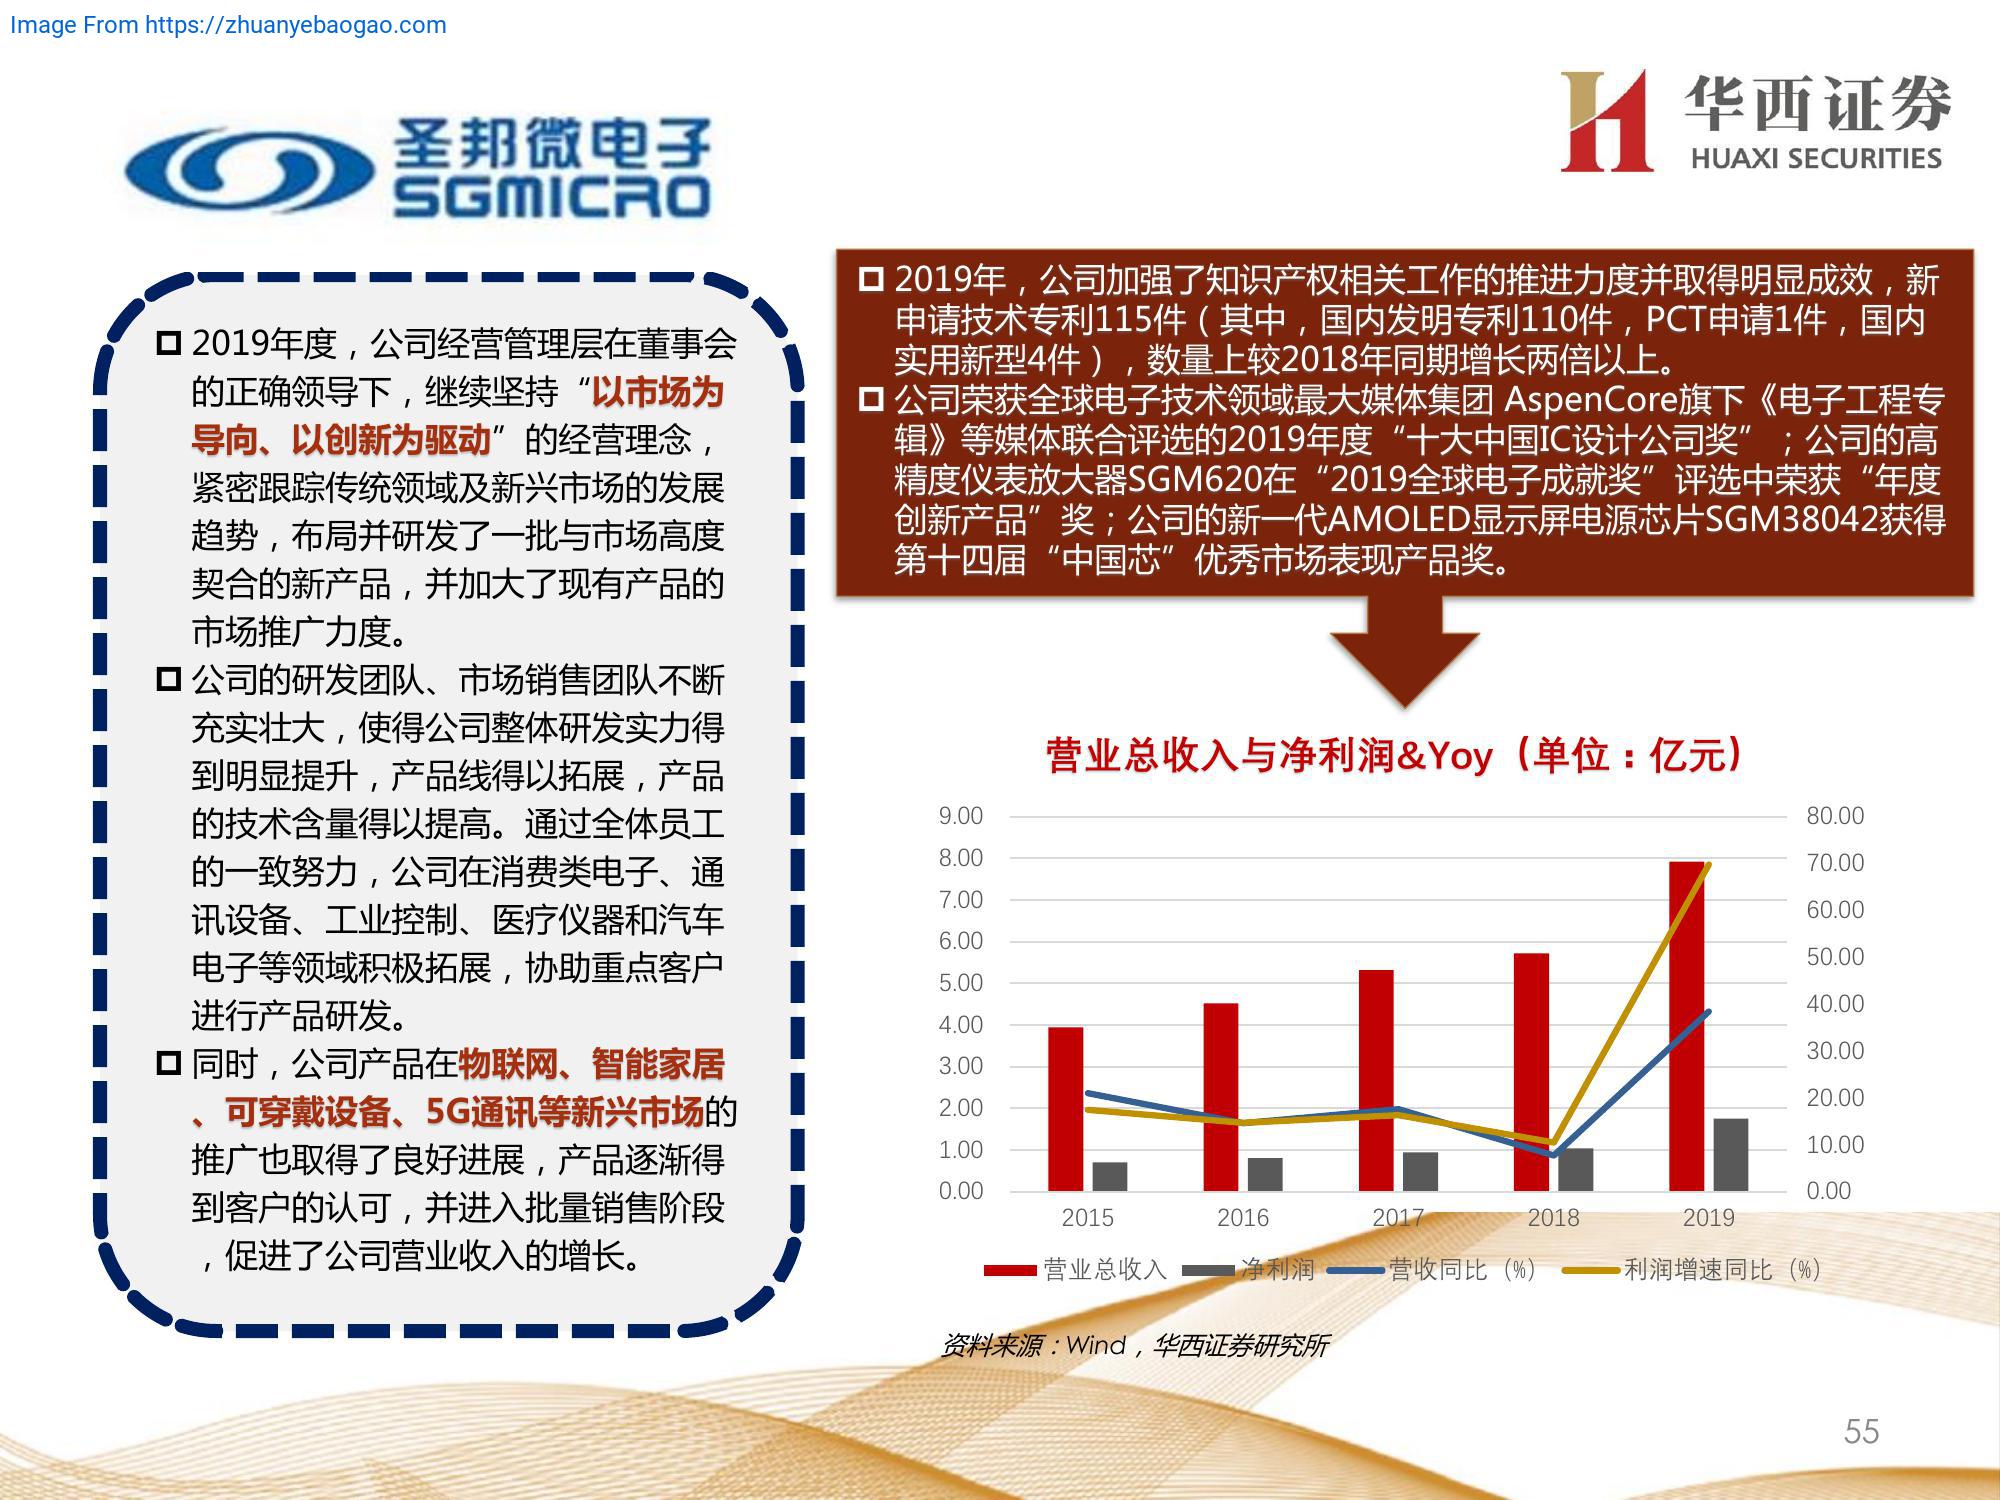 Image From https://zhuanyebaogao.com
圣邦微电子
SGMICRO
华西证券
HUAXI SECURITIES
2019年度，公司经营管理层在董事会
的正确领导下，继续坚持“以市场为
导向、以创新为驱动”的经营理念，
紧密跟踪传统领域及新兴市场的发展
趋势，布局并研发了一批与市场高度
契合的新产品，并加大了现有产品的
市场推广力度。
公司的研发团队、市场销售团队不断
充实壮大，使得公司整体研发实力得
到明显提升，产品线得以拓展，产品
的技术含量得以提高。通过全体员工
的一致努力，公司在消费类电子、通
讯设备、工业控制、医疗仪器和汽车
电子等领域积极拓展，协助重点客户
进行产品研发。
同时，公司产品在物联网、智能家居
、可穿戴设备、5G通讯等新兴市场的
推广也取得了良好进展，产品逐渐得
到客户的认可，并进入批量销售阶段
，促进了公司营业收入的增长。
2019年，公司加强了知识产权相关工作的推进力度并取得明显成效，新
申请技术专利115件（其中，国内发明专利110件，PCT申请1件，国内
实用新型4件），数量上较2018年同期增长两倍以上。
公司荣获全球电子技术领域最大媒体集团 AspenCore旗下《电子工程专
辑》等媒体联合评选的2019年度“十大中国IC设计公司奖”；公司的高
精度仪表放大器SGM620在“2019全球电子成就奖”评选中荣获“年度
创新产品”奖；公司的新一代AMOLED显示屏电源芯片SGM38042获得
第十四届“中国芯”优秀市场表现产品奖。
营业总收入与净利润&Yoy（单位：亿元）
9.00
8.00
7.00
6.00
5.00
4.00
3.00
2.00
1.00
0.00
80.00
70.00
60.00
50.00
40.00
30.00
20.00
10.00
0.00
2015 2016 2017 2018 2019
营业总收入 净利润 营收同比（%） 利润增速同比（%）
资料来源：Wind，华西证券研究所
55